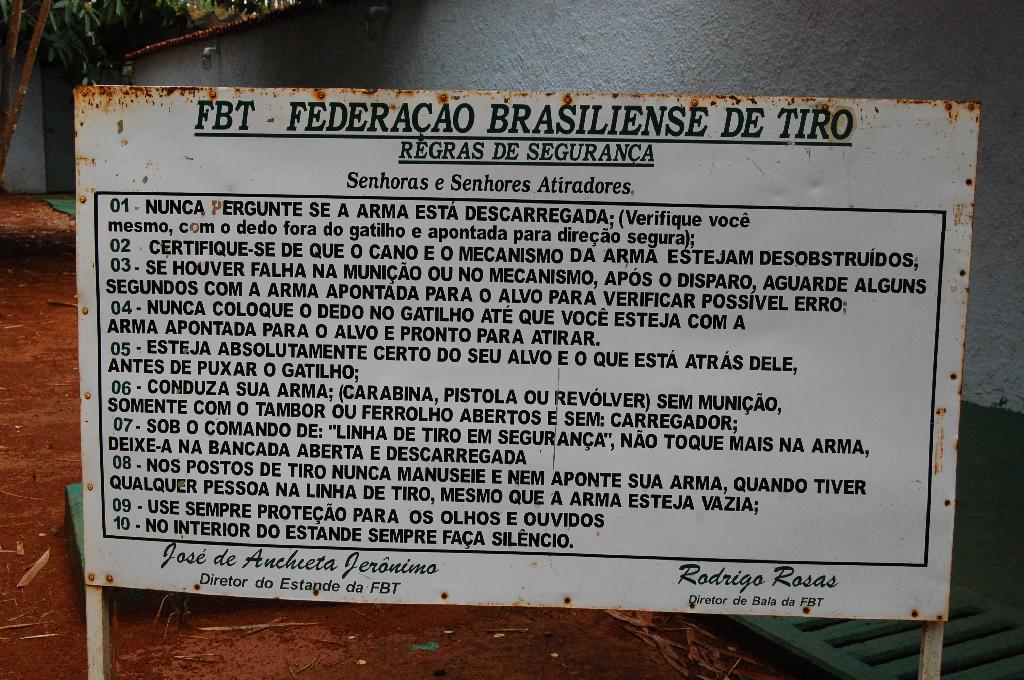 FBT - FEDERAÇAO BRASILIENSE DE TIRO
REGRAS DE SEGURANÇA
Senhoras e Senhores Atiradores,
01 - NUNCA PERGUNTE SE A ARMA ESTÁ DESCARREGADA; (Verifique você
mesmo, com o dedo fora do gatilho e apontada para direção segura);
02 - CERTIFIQUE-SE DE QUE O CANO E O MECANISMO DA ARMA ESTEJAM DESOBSTRUÍDOS;
03 - SE HOUVER FALHA NA MUNIÇÃO OU NO MECANISMO, APÓS O DISPARO, AGUARDE ALGUNS
SEGUNDOS COM A ARMA APONTADA PARA O ALVO PARA VERIFICAR POSSÍVEL ERRO;
04 - NUNCA COLOQUE O DEDO NO GATILHO ATÉ QUE VOCÊ ESTEJA COM A
ARMA APONTADA PARA O ALVO E PRONTO PARA ATIRAR.
05 - ESTEJA ABSOLUTAMENTE CERTO DO SEU ALVO E O QUE ESTÁ ATRÁS DELE,
ANTES DE PUXAR O GATILHO;
06 - CONDUZA SUA ARMA; (CARABINA, PISTOLA OU REVÓLVER) SEM MUNIÇÃO,
SOMENTE COM O TAMBOR OU FERROLHO ABERTOS E SEM: CARREGADOR;
07 - SOB O COMANDO DE: "LINHA DE TIRO EM SEGURANÇA", NÃO TOQUE MAIS NA ARMA,
DEIXE-A NA BANCADA ABERTA E DESCARREGADA
08 - NOS POSTOS DE TIRO NUNCA MANUSEIE E NEM APONTE SUA ARMA, QUANDO TIVER
QUALQUER PESSOA NA LINHA DE TIRO, MESMO QUE A ARMA ESTEJA VAZIA;
09 - USE SEMPRE PROTEÇÃO PARA OS OLHOS E OUVIDOS
10 - NO INTERIOR DO ESTANDE SEMPRE FAÇA SILÊNCIO.
José de Anchieta Jerônimo
Diretor do Estande da FBT
Rodrigo Rosas
Diretor de Bala da FBT